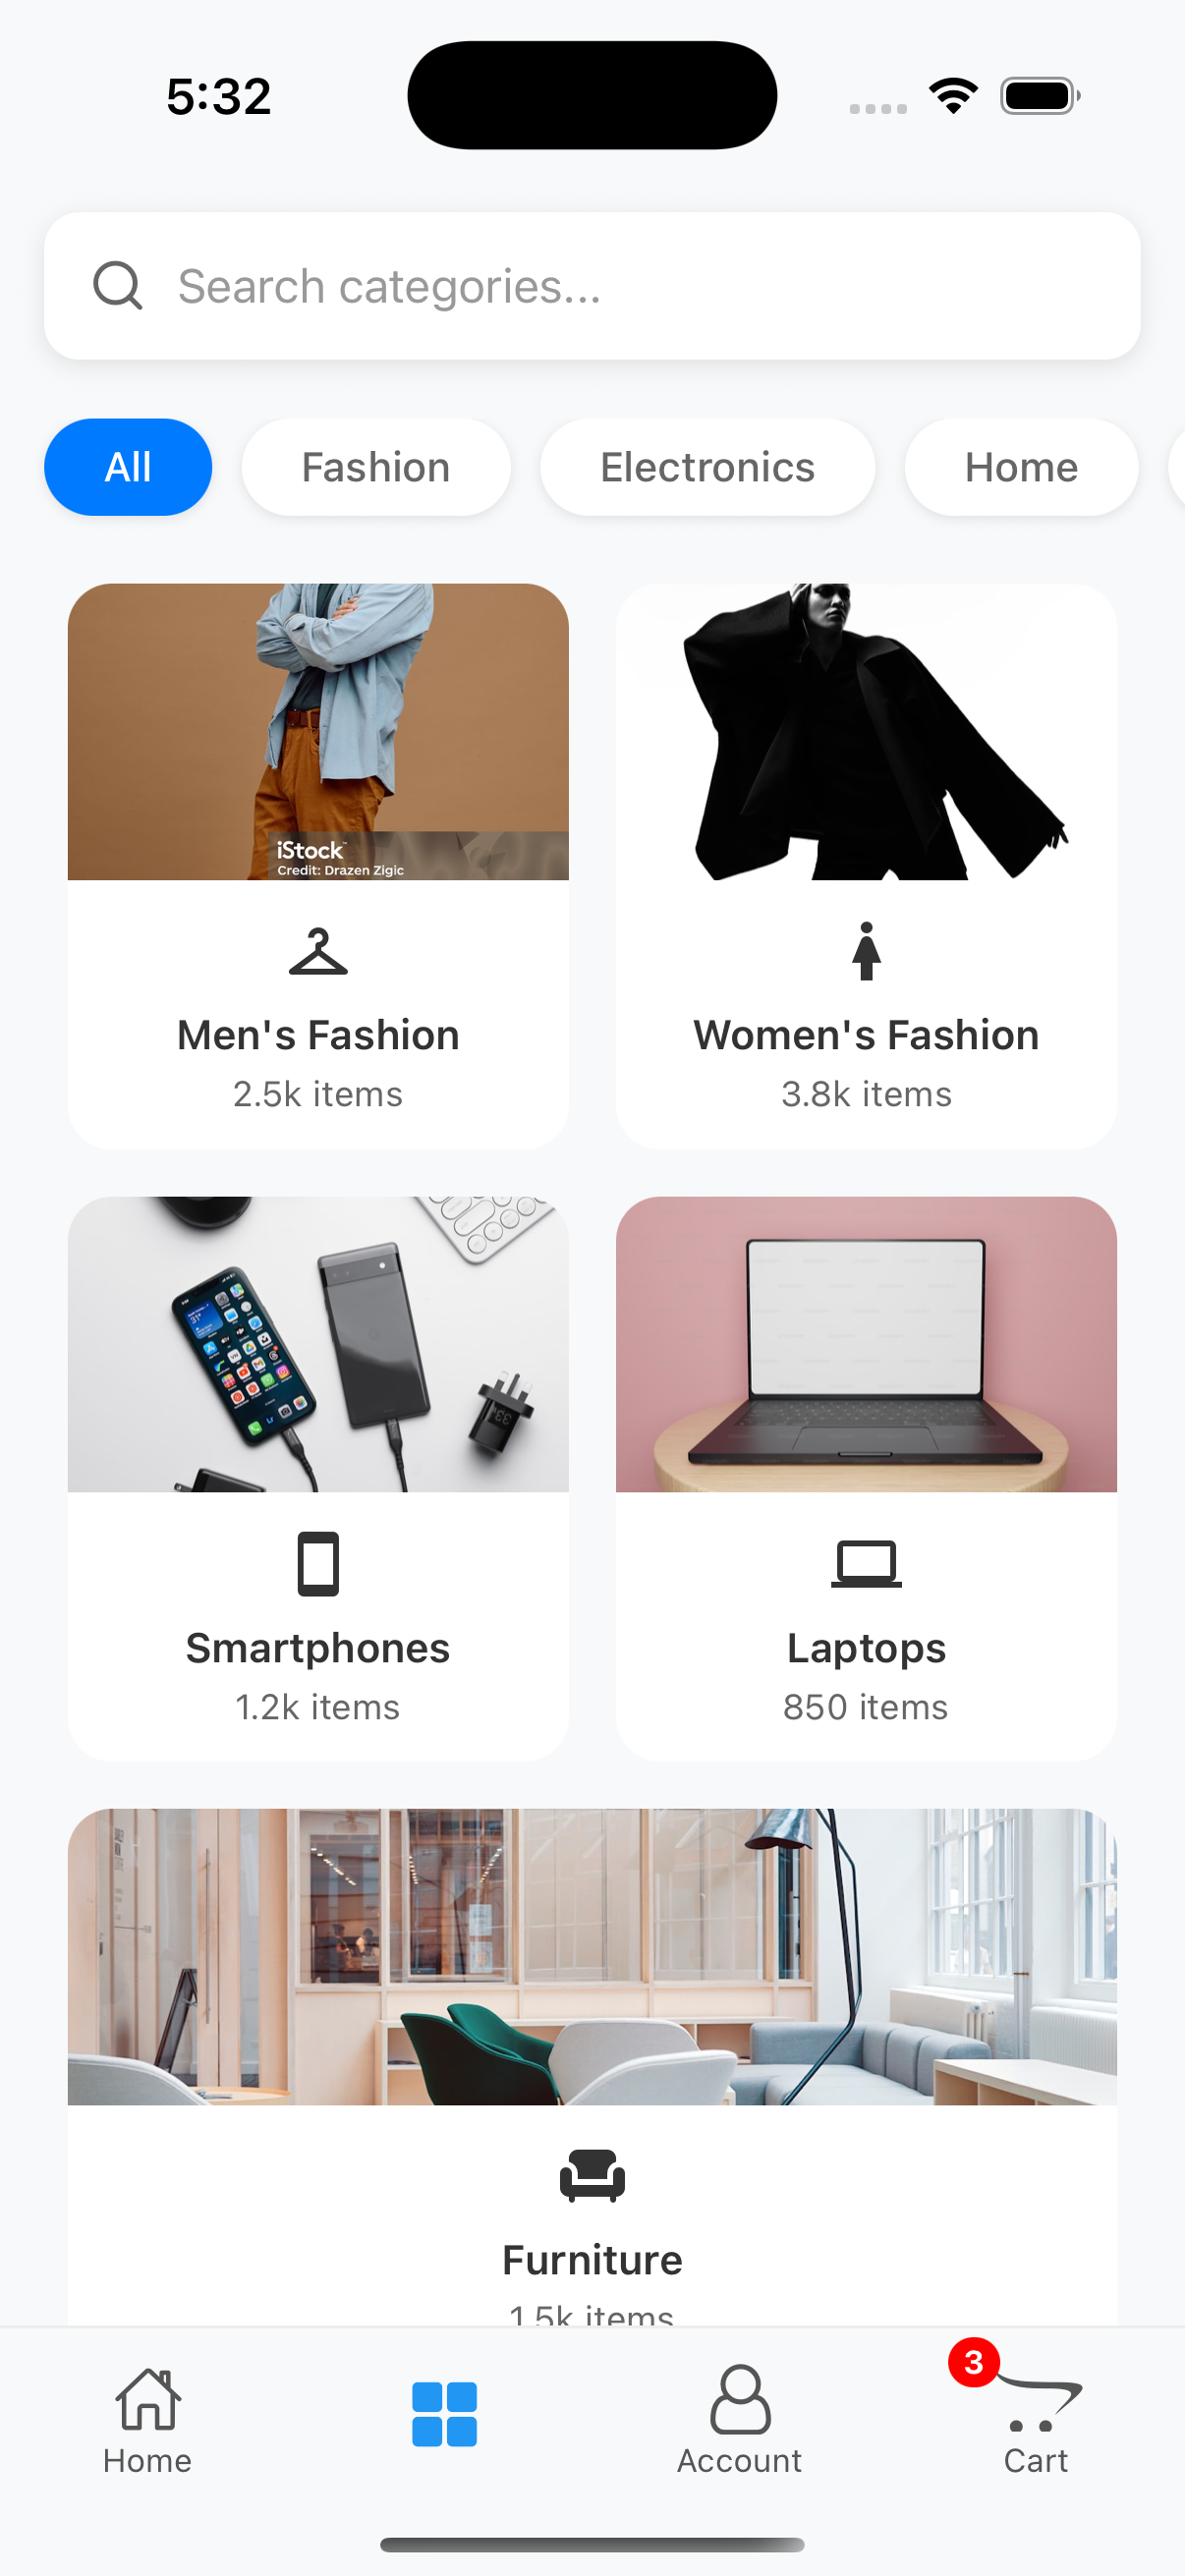 5:32
Search categories...
All
Fashion
Electronics
Home
iStock
Credit: Drazen Zigic
Men's Fashion
2.5k items
Women's Fashion
3.8k items
Smartphones
1.2k items
Laptops
850 items
Furniture
1.5k items
3
Home
Account
Cart